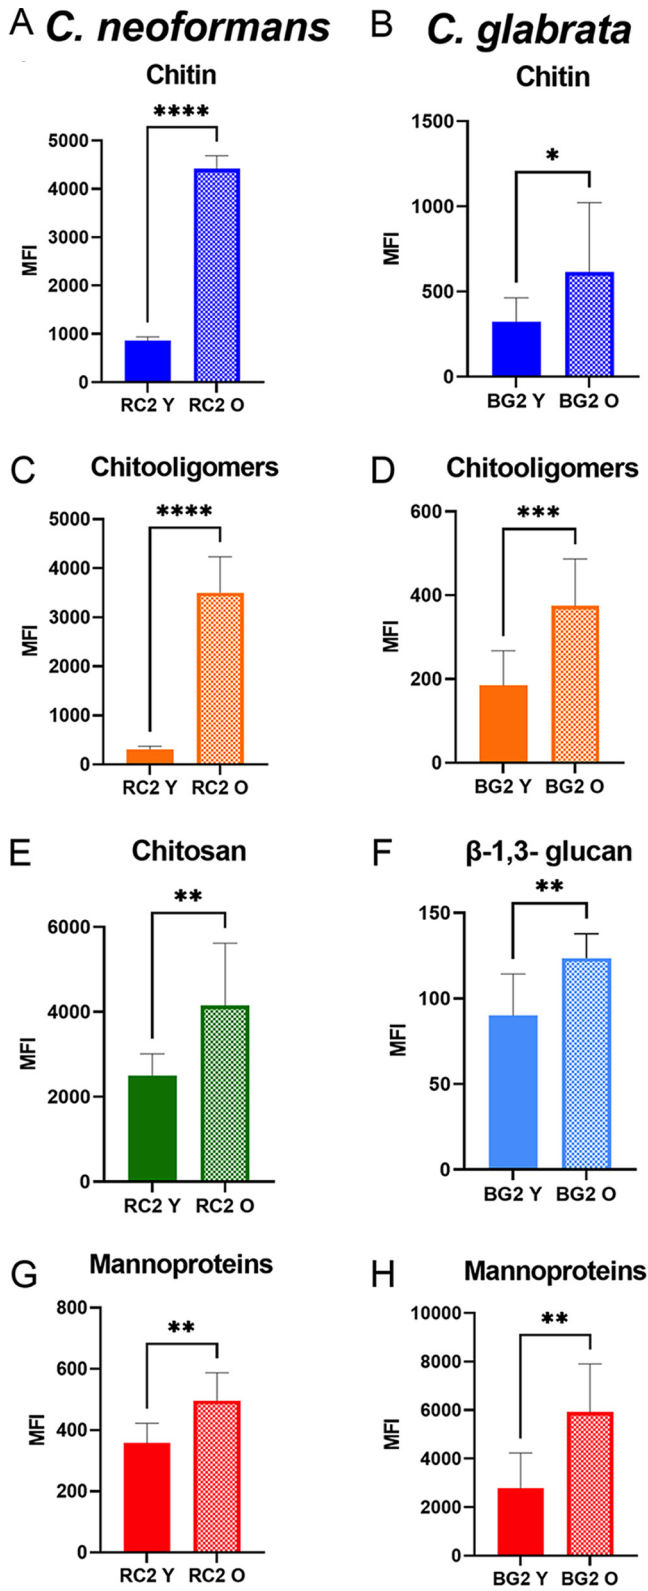 A C. neoformans
B C. glabrata
Chitin
****
5000
4000
3000
2000
1000
0
MFI
RC2 Y RC2 O
Chitin
*
1500
1000
500
0
MFI
BG2 Y BG2 O
C Chitooligomers
****
5000
4000
3000
2000
1000
0
MFI
RC2 Y RC2 O
D Chitooligomers
***
600
400
200
0
MFI
BG2 Y BG2 O
E Chitosan
**
6000
4000
2000
0
MFI
RC2 Y RC2 O
F β-1,3- glucan
**
150
100
50
0
MFI
BG2 Y BG2 O
G Mannoproteins
**
800
600
400
200
0
MFI
RC2 Y RC2 O
H Mannoproteins
**
10000
8000
6000
4000
2000
0
MFI
BG2 Y BG2 O